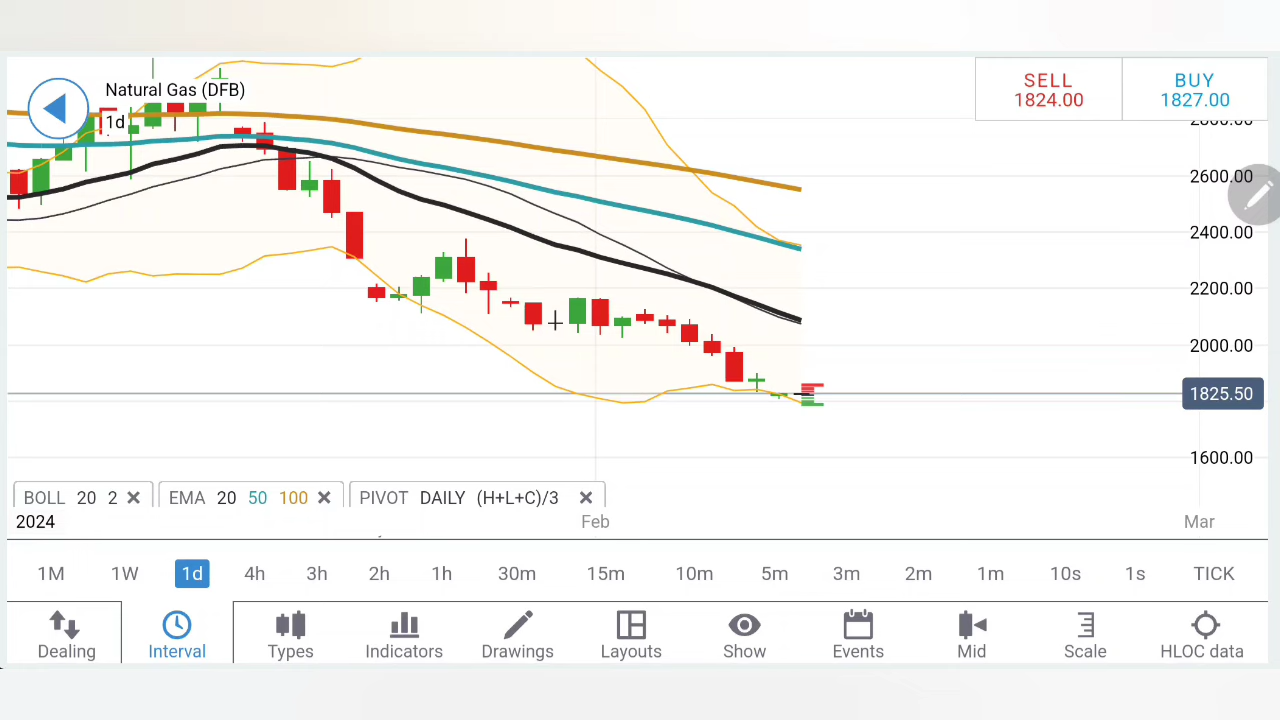 Natural Gas (DFB)
1d
SELL
1824.00
BUY
1827.00
2600.00
2400.00
2200.00
2000.00
1825.50
1600.00
BOLL 20 2 ×
EMA 20 50 100 ×
PIVOT DAILY (H+L+C)/3 ×
2024 Feb Mar
1M 1W 1d 4h 3h 2h 1h 30m 15m 10m 5m 3m 2m 1m 10s 1s TICK
Dealing Interval Types Indicators Drawings Layouts Show Events Mid Scale HLOC data